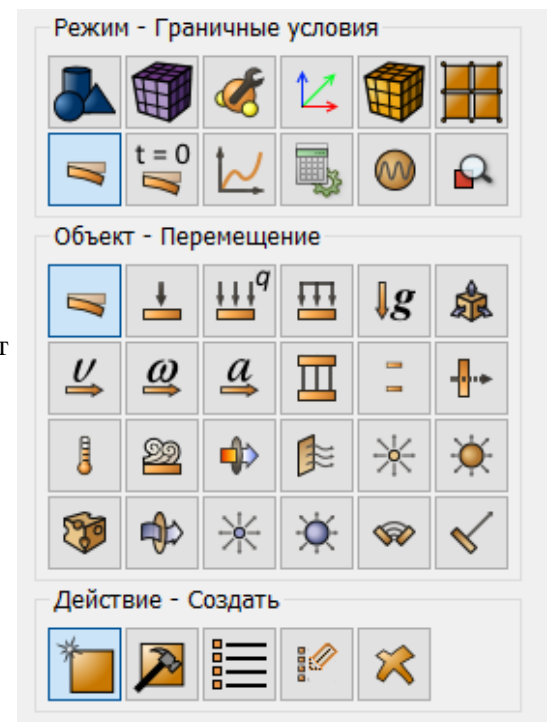 Режим - Граничные условия
t = 0
Объект - Перемещение
q
g
т
υ ω a
Действие - Создать